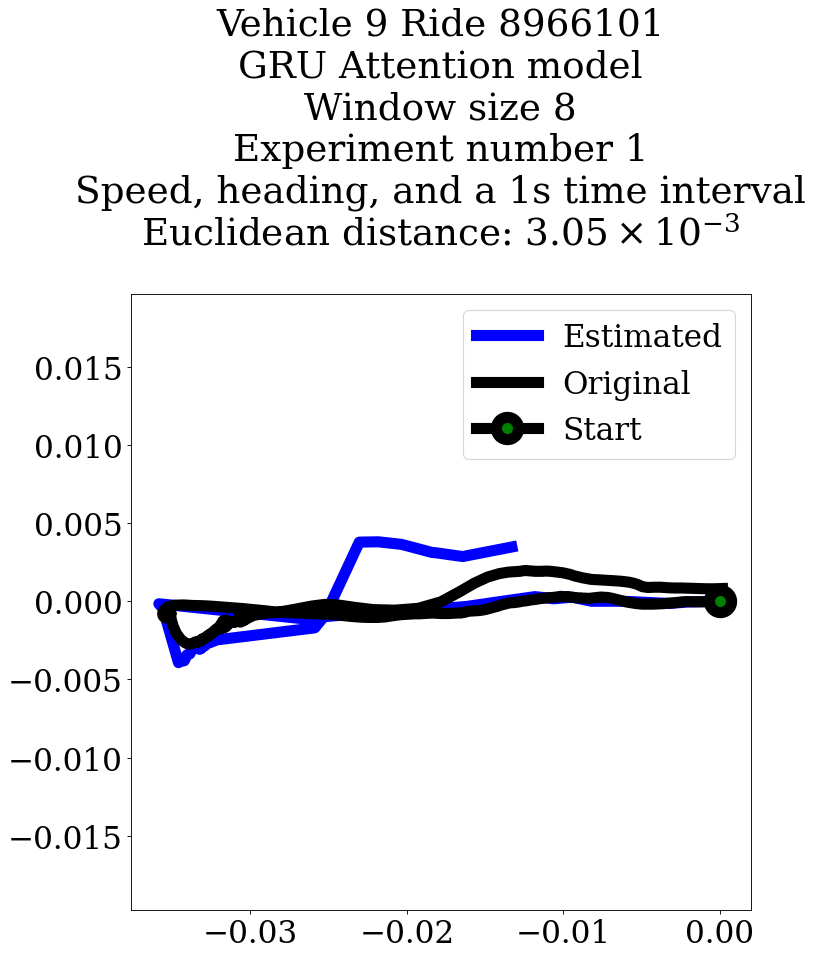 Vehicle 9 Ride 8966101
GRU Attention model
Window size 8
Experiment number 1
Speed, heading, and a 1s time interval
Euclidean distance: 3.05 × 10⁻³
Estimated
Original
Start
0.015
0.010
0.005
0.000
−0.005
−0.010
−0.015
−0.03
−0.02
−0.01
0.00